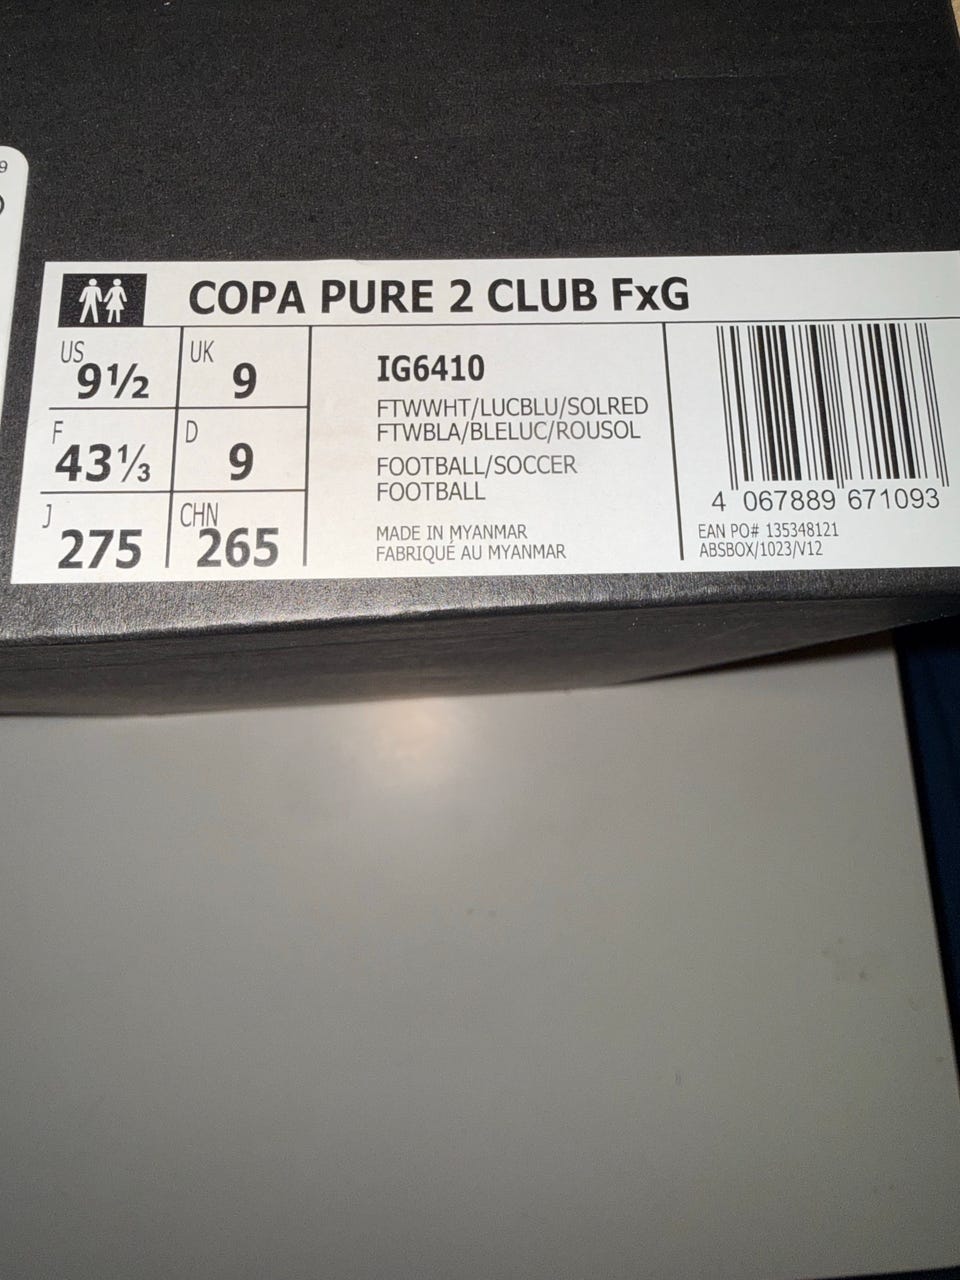 9
COPA PURE 2 CLUB FxG
US 9½
UK 9
F 43⅓
D 9
J 275
CHN 265
IG6410
FTWWHT/LUCBLU/SOLRED
FTWBLA/BLELUC/ROUSOL
FOOTBALL/SOCCER
FOOTBALL
MADE IN MYANMAR
FABRIQUÉ AU MYANMAR
4 067889 671093
EAN PO# 135348121
ABSBOX/1023/V12